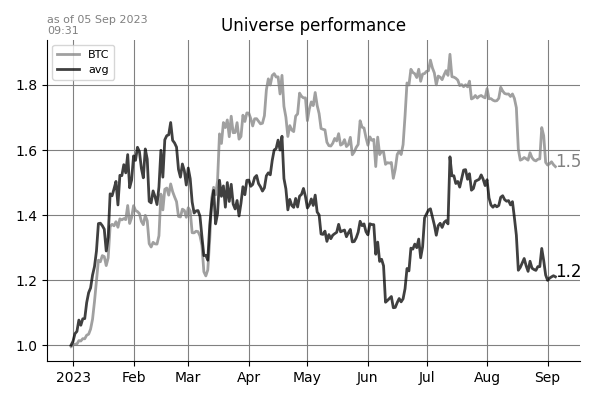 as of 05 Sep 2023
09:31
Universe performance
BTC
avg
1.8
1.6
1.4
1.2
1.0
1.5
1.2
2023 Feb Mar Apr May Jun Jul Aug Sep